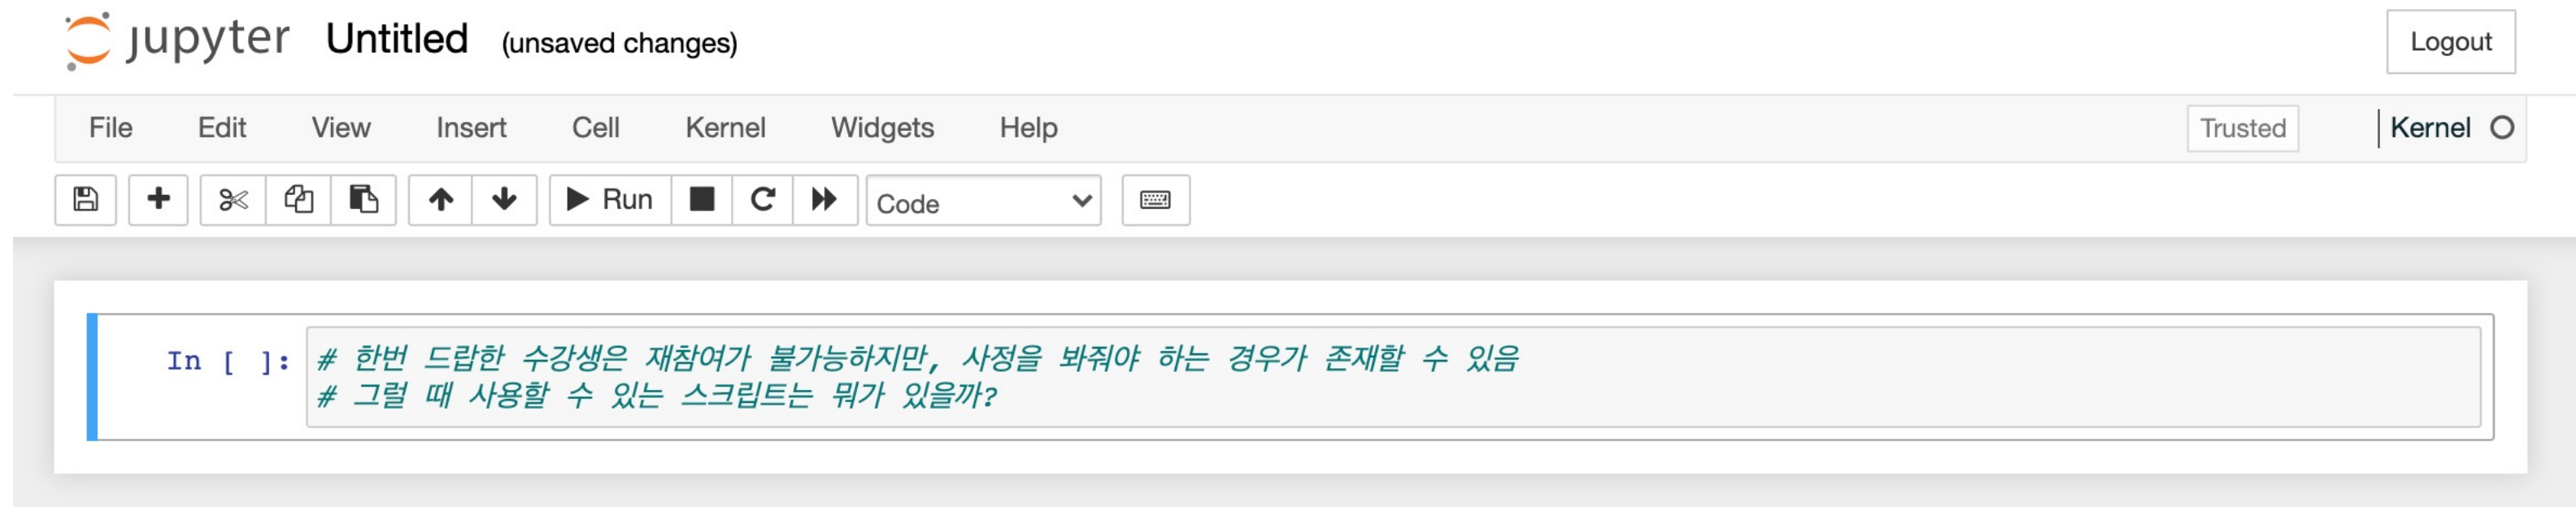 jupyter Untitled (unsaved changes) Logout
File Edit View Insert Cell Kernel Widgets Help Trusted Kernel
Run Code
In [ ]: # 한번 드랍한 수강생은 재참여가 불가능하지만, 사정을 봐줘야 하는 경우가 존재할 수 있음
# 그럴 때 사용할 수 있는 스크립트는 뭐가 있을까?